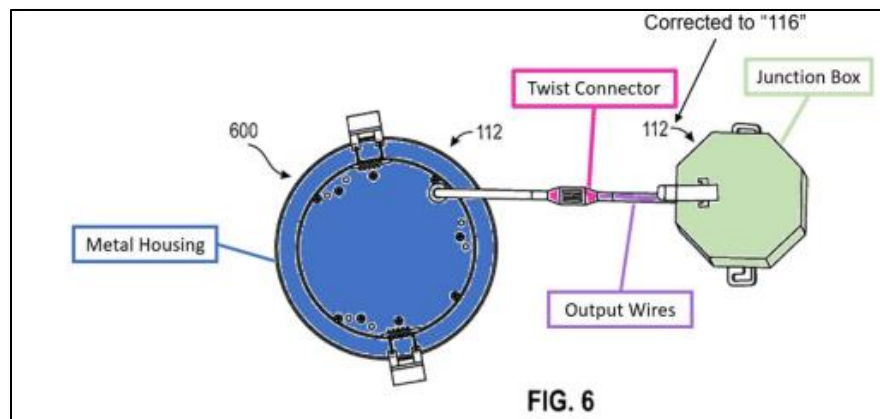 Corrected to “116”
Junction Box
Twist Connector
600
112
112
Metal Housing
Output Wires
FIG. 6